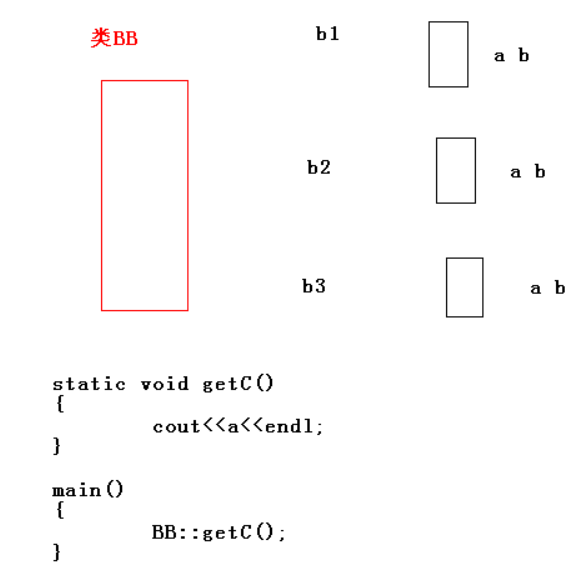 类BB
b1
a b
b2
a b
b3
a b
static void getC()
{
cout<<a<<endl;
}
main()
{
BB::getC();
}